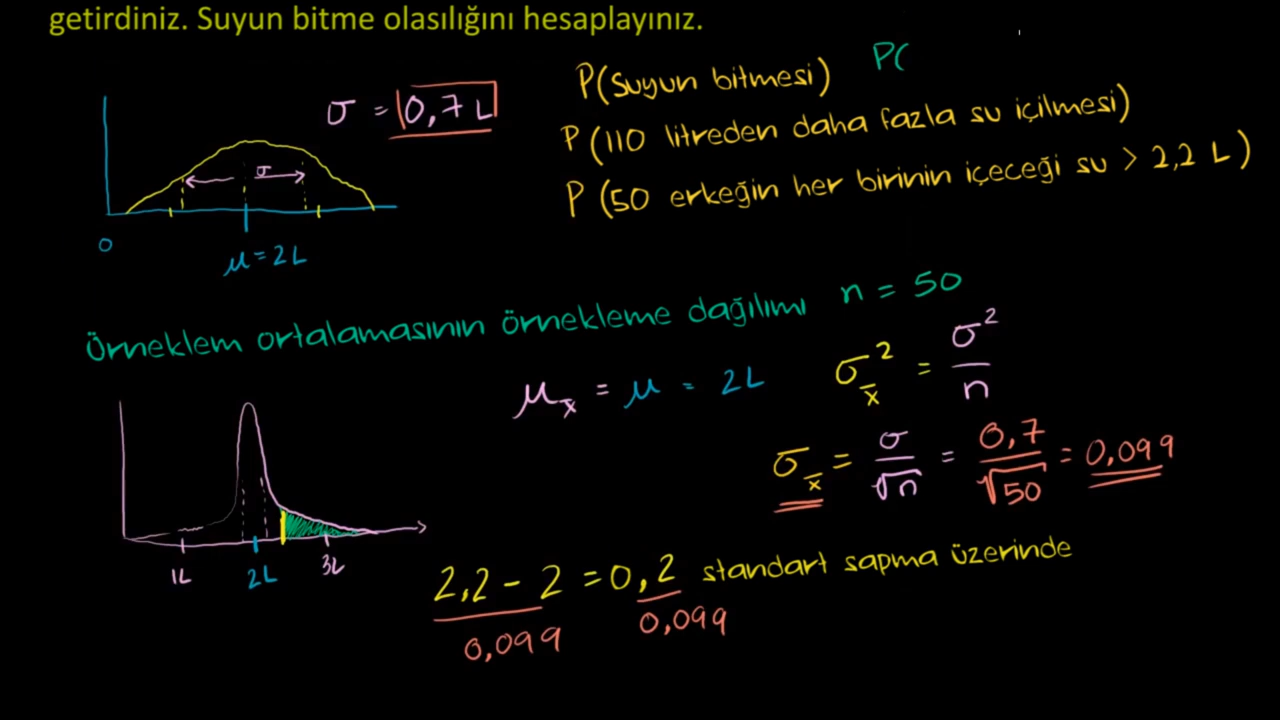 getirdiniz. Suyun bitme olasılığını hesaplayınız.
σ = 0,7 L
P(Suyun bitmesi) P(
P(110 litreden daha fazla su içilmesi)
P(50 erkeğin her birinin içeceği su > 2,2 L)
σ
0
μ = 2L
Örneklem ortalamasının örnekleme dağılımı n = 50
μx̄ = μ = 2L
σx̄² = σ²/n
σx̄ = σ/√n = 0,7/√50 = 0,099
1L 2L 3L
2,2 - 2 = 0,2 standart sapma üzerinde
0,099 0,099